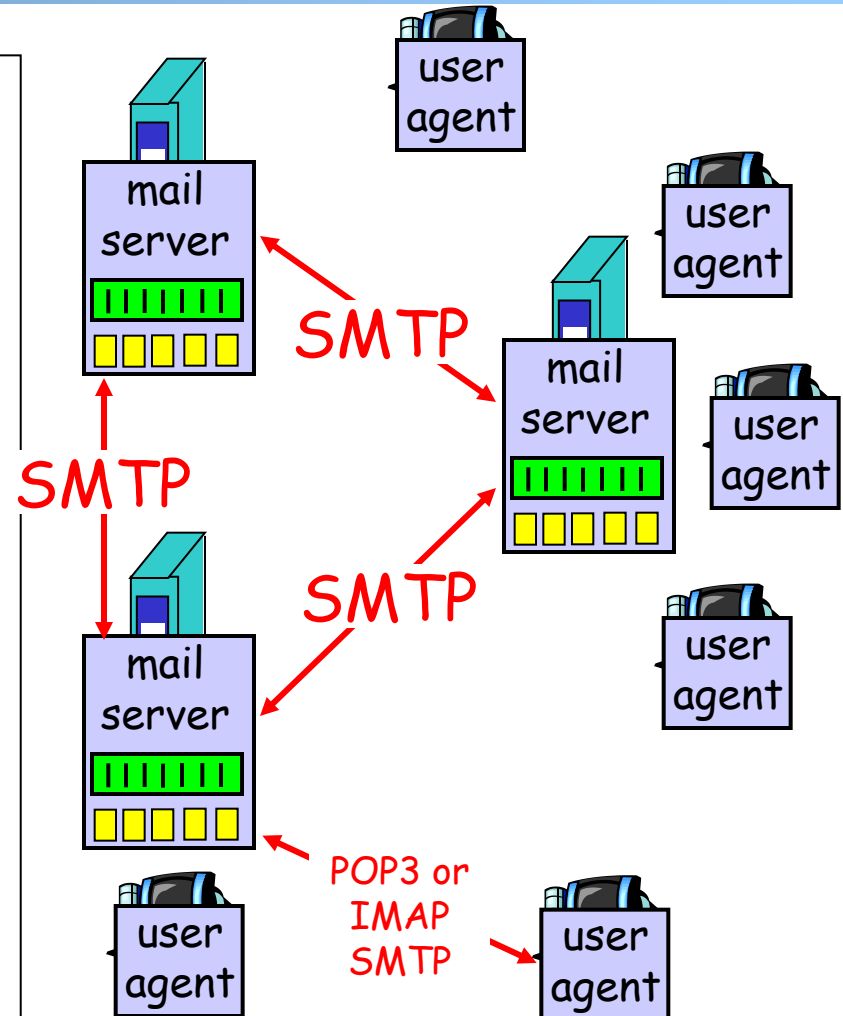 user
agent
mail
server
user
agent
SMTP
mail
server
user
agent
SMTP
SMTP
user
agent
mail
server
POP3 or
IMAP
SMTP
user
agent
user
agent